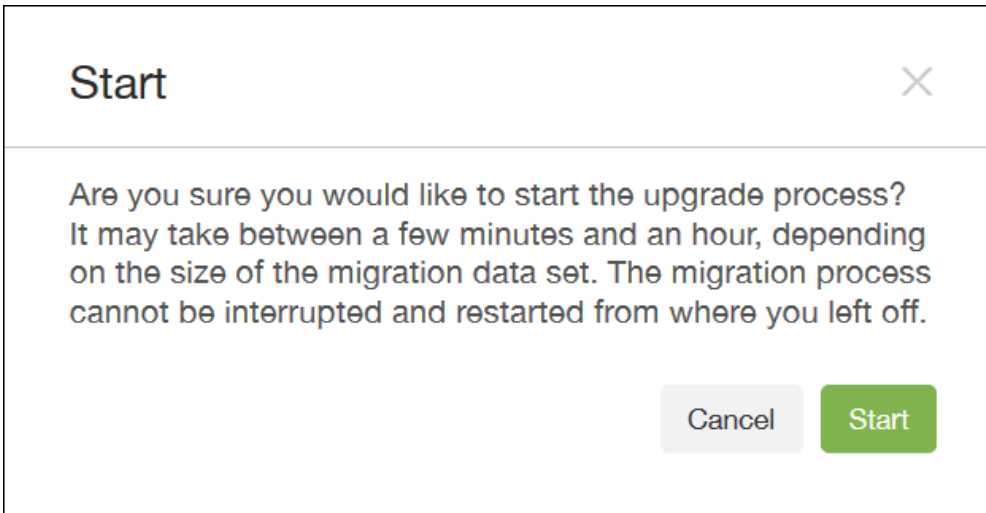 Start
Are you sure you would like to start the upgrade process?
It may take between a few minutes and an hour, depending
on the size of the migration data set. The migration process
cannot be interrupted and restarted from where you left off.
Cancel
Start